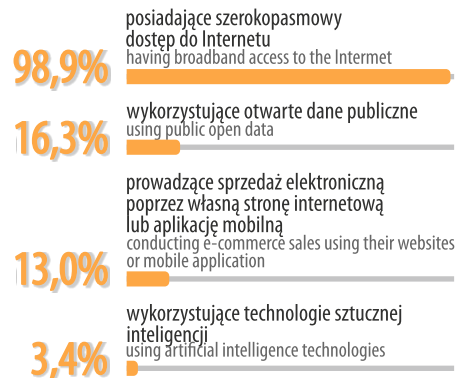 posiadające szerokopasmowy
dostęp do Internetu
98,9% having broadband access to the Internet
wykorzystujące otwarte dane publiczne
16,3% using public open data
prowadzące sprzedaż elektroniczną
poprzez własną stronę internetową
lub aplikację mobilną
conducting e-commerce sales using their websites
13,0% or mobile application
wykorzystujące technologie sztucznej
inteligencji
3,4% using artificial intelligence technologies